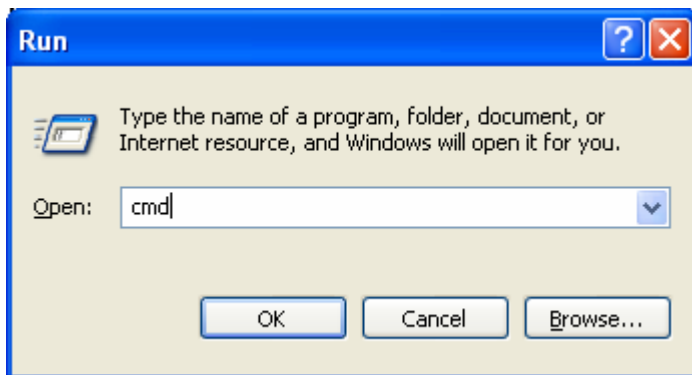 Run
Type the name of a program, folder, document, or
Internet resource, and Windows will open it for you.
Open: cmd
OK Cancel Browse...